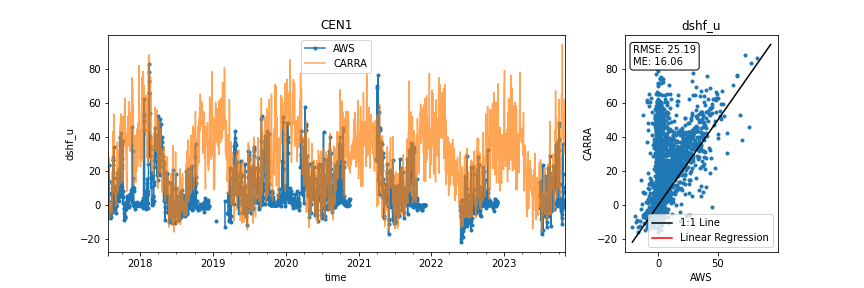 CEN1
dshf_u
AWS
CARRA
80
60
40
20
0
−20
dshf_u
2018
2019
2020
2021
2022
2023
time
dshf_u
RMSE: 25.19
ME: 16.06
80
60
40
20
0
−20
CARRA
1:1 Line
Linear Regression
0
50
AWS